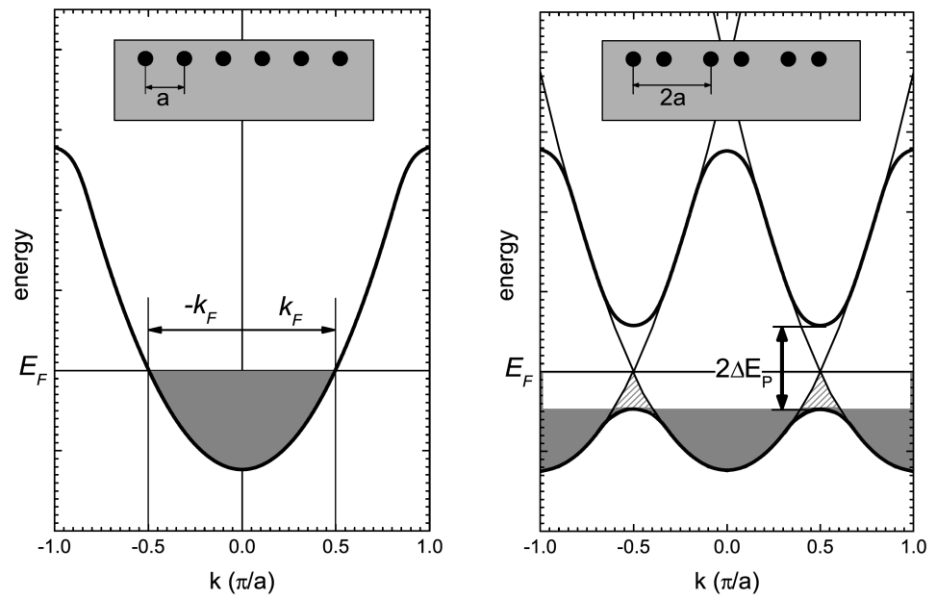 a
energy
-k_F
k_F
E_F
-1.0 -0.5 0.0 0.5 1.0
k (π/a)
2a
energy
2ΔE_P
E_F
-1.0 -0.5 0.0 0.5 1.0
k (π/a)